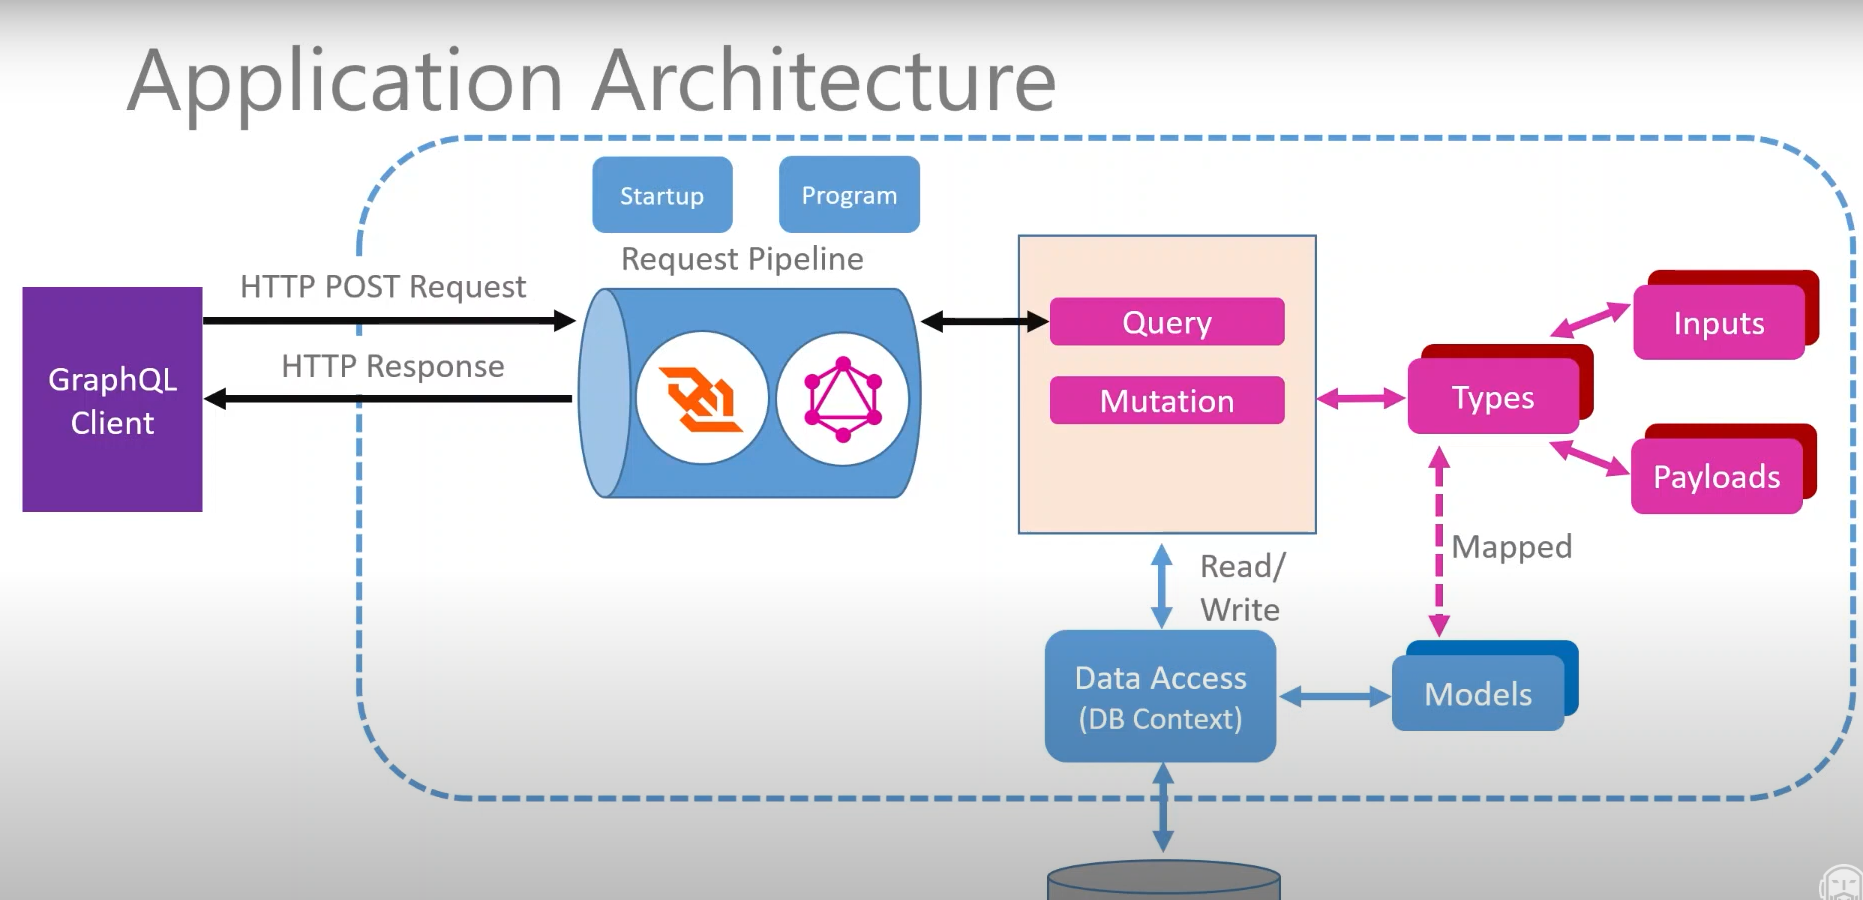 Application Architecture
Startup
Program
Request Pipeline
HTTP POST Request
HTTP Response
GraphQL
Client
Query
Mutation
Types
Inputs
Payloads
Mapped
Read/
Write
Data Access
(DB Context)
Models